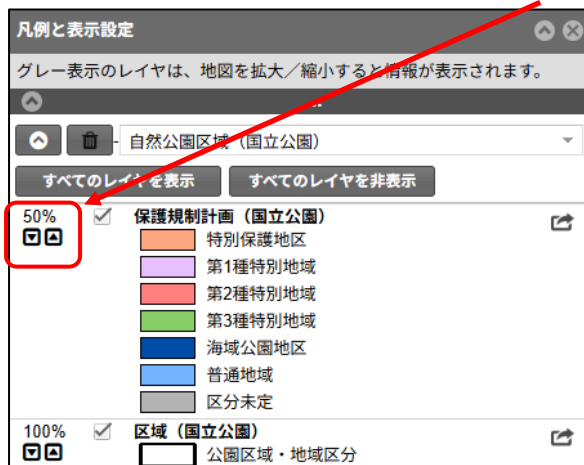 凡例と表示設定
グレー表示のレイヤは、地図を拡大／縮小すると情報が表示されます。
- 自然公園区域（国立公園）
すべてのレイヤを表示 すべてのレイヤを非表示
50% 保護規制計画（国立公園）
特別保護地区
第1種特別地域
第2種特別地域
第3種特別地域
海域公園地区
普通地域
区分未定
100% 区域（国立公園）
公園区域・地域区分